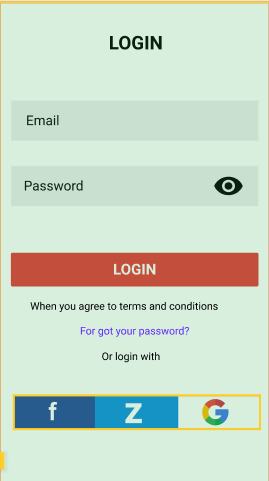 LOGIN
Email
Password
LOGIN
When you agree to terms and conditions
For got your password?
Or login with
f Z G